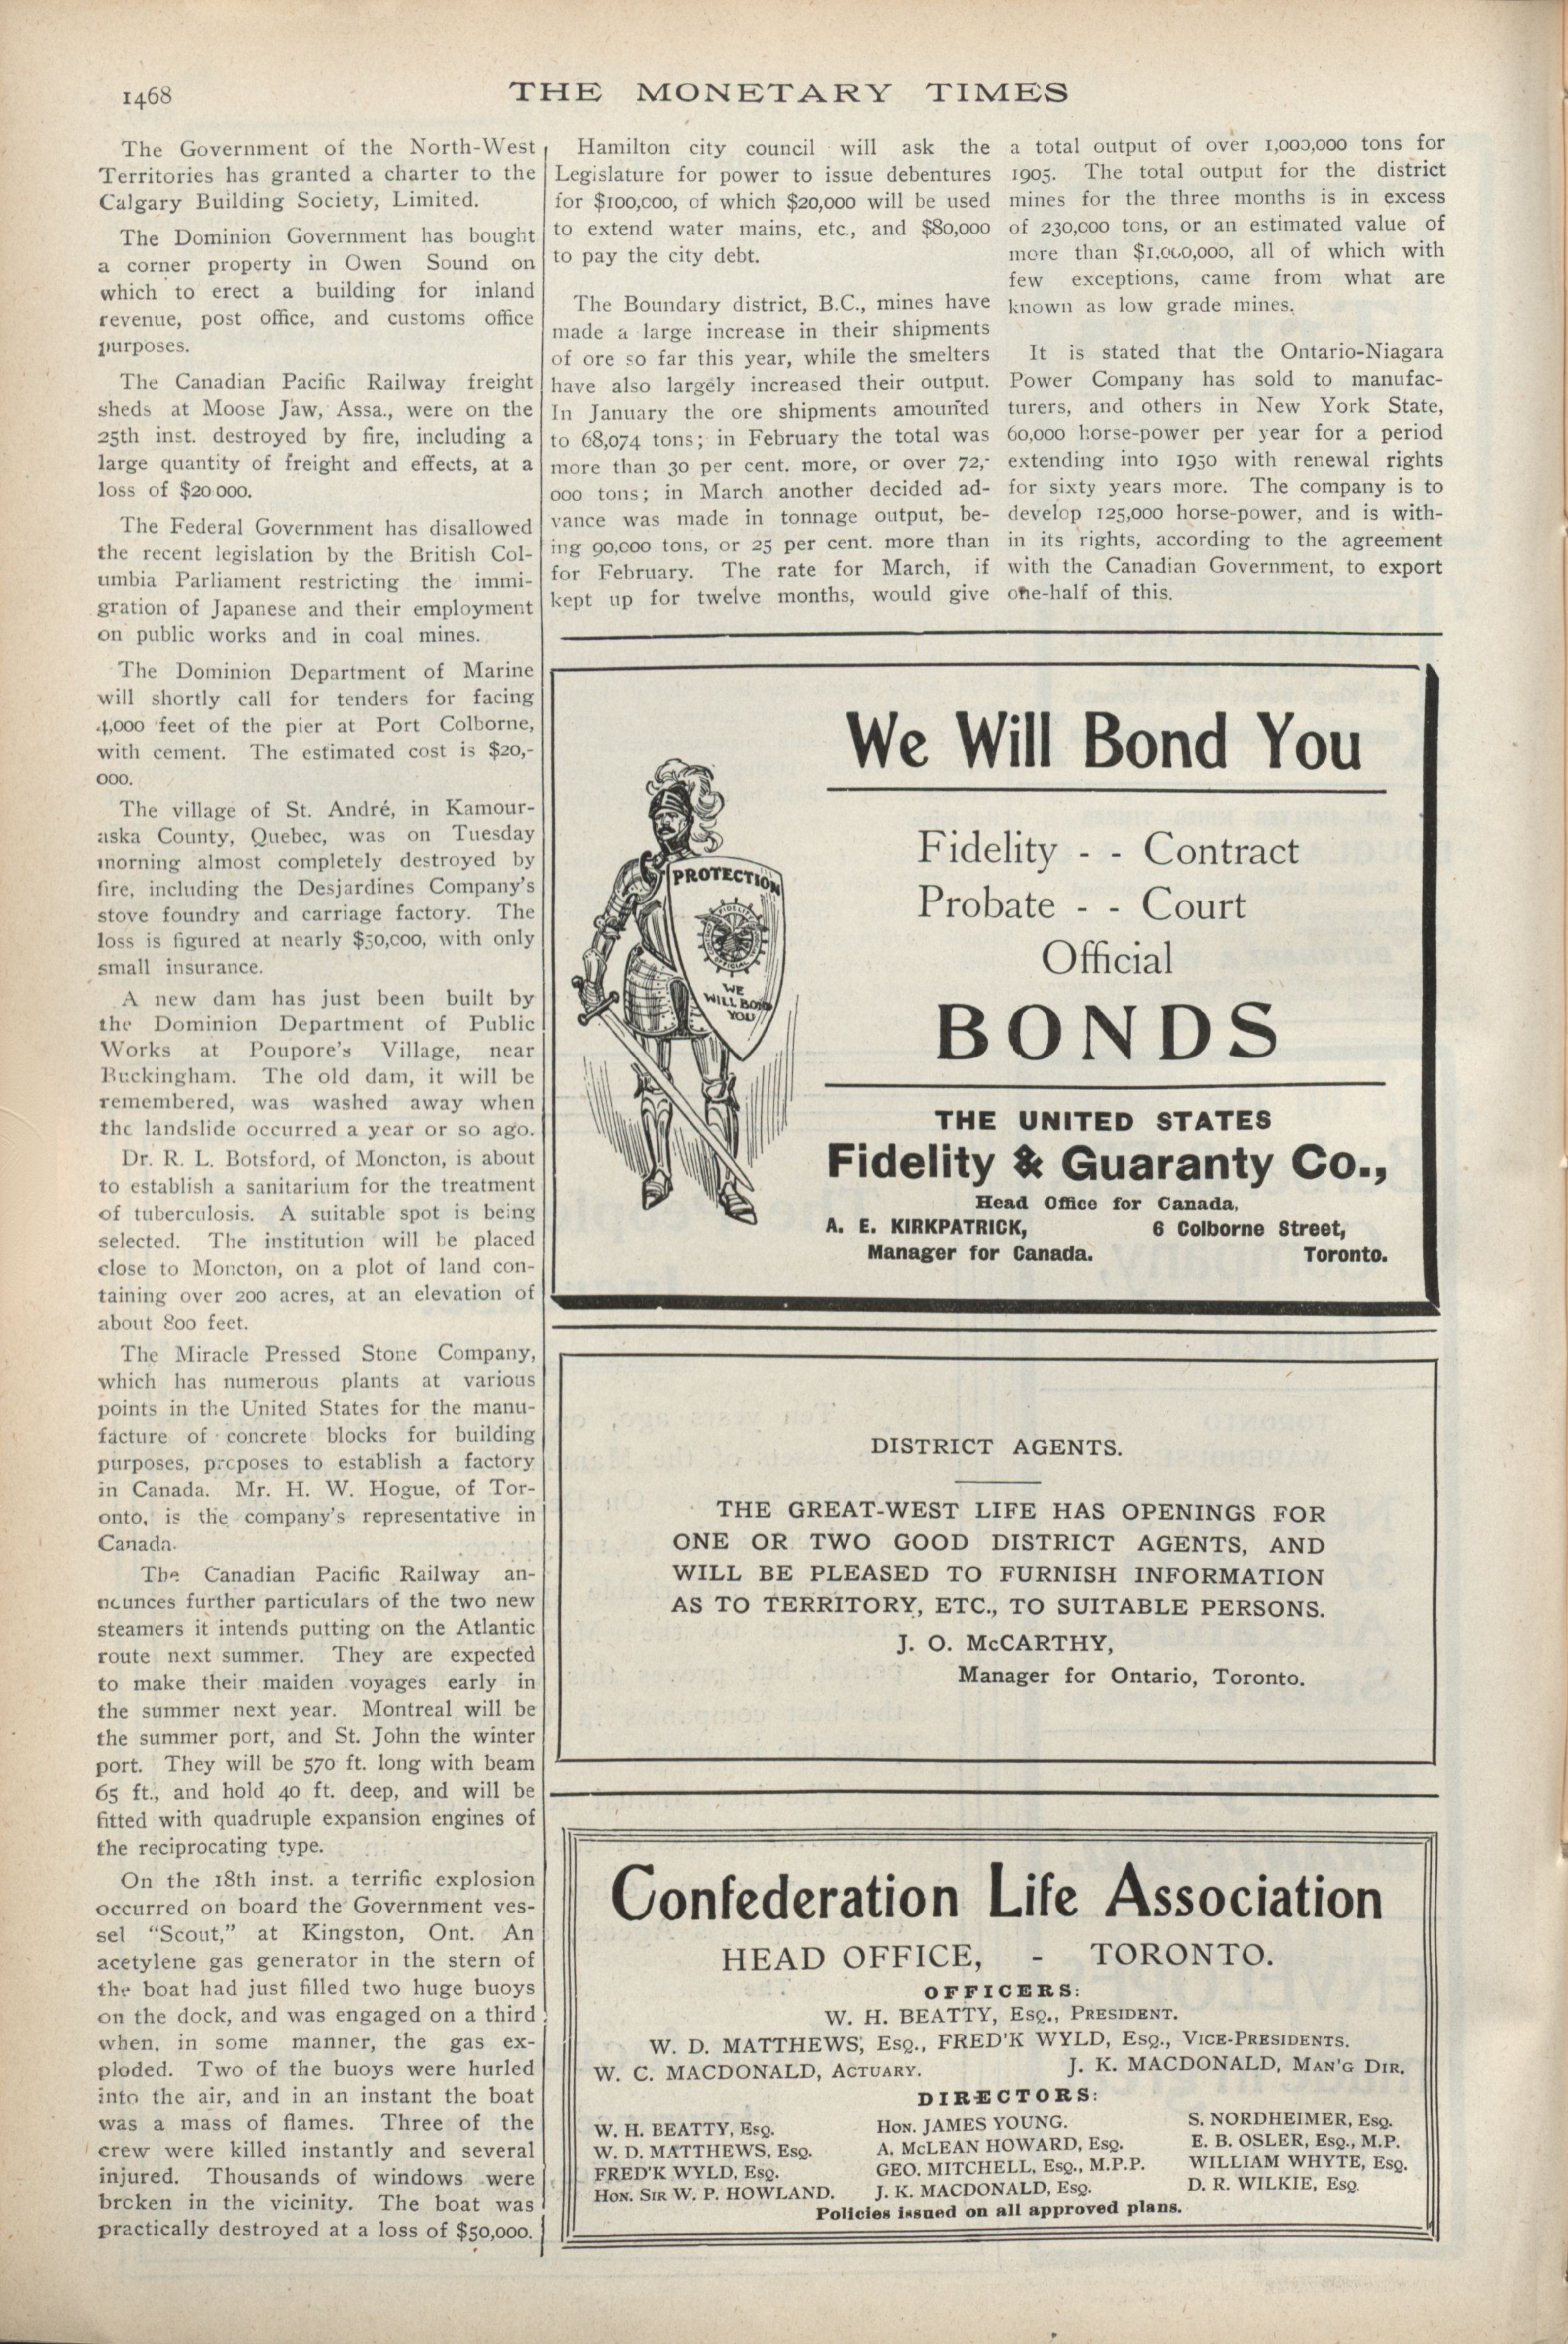 1468
THE MONETARY TIMES
The Government of the North-West
Territories has granted a charter to the
Calgary Building Society, Limited.
The Dominion Government has bought
a corner property in Owen Sound on
which to erect a building for inland
revenue, post office, and customs office
purposes.
The Canadian Pacific Railway freight
sheds at Moose Jaw, Assa., were on the
25th inst. destroyed by fire, including a
large quantity of freight and effects, at a
loss of $20 000.
The Federal Government has disallowed
the recent legislation by the British Col-
umbia Parliament restricting the immi-
gration of Japanese and their employment
on public works and in coal mines.
The Dominion Department of Marine
will shortly call for tenders for facing
4,000 feet of the pier at Port Colborne,
with cement. The estimated cost is $20,-
000.
The village of St. André, in Kamour-
aska County, Quebec, was on Tuesday
morning almost completely destroyed by
fire, including the Desjardines Company's
stove foundry and carriage factory. The
loss is figured at nearly $50,000, with only
small insurance.
A new dam has just been built by
the Dominion Department of Public
Works at Poupore's Village, near
Buckingham. The old dam, it will be
remembered, was washed away when
the landslide occurred a year or so ago.
Dr. R. L. Botsford, of Moncton, is about
to establish a sanitarium for the treatment
of tuberculosis. A suitable spot is being
selected. The institution will be placed
close to Moncton, on a plot of land con-
taining over 200 acres, at an elevation of
about 800 feet.
The Miracle Pressed Stone Company,
which has numerous plants at various
points in the United States for the manu-
facture of concrete blocks for building
purposes, proposes to establish a factory
in Canada. Mr. H. W. Hogue, of Tor-
onto, is the company's representative in
Canada.
The Canadian Pacific Railway an-
nounces further particulars of the two new
steamers it intends putting on the Atlantic
route next summer. They are expected
to make their maiden voyages early in
the summer next year. Montreal will be
the summer port, and St. John the winter
port. They will be 570 ft. long with beam
65 ft., and hold 40 ft. deep, and will be
fitted with quadruple expansion engines of
the reciprocating type.
On the 18th inst. a terrific explosion
occurred on board the Government ves-
sel "Scout," at Kingston, Ont. An
acetylene gas generator in the stern of
the boat had just filled two huge buoys
on the dock, and was engaged on a third
when, in some manner, the gas ex-
ploded. Two of the buoys were hurled
into the air, and in an instant the boat
was a mass of flames. Three of the
crew were killed instantly and several
injured. Thousands of windows were
broken in the vicinity. The boat was
practically destroyed at a loss of $50,000.
Hamilton city council will ask the
Legislature for power to issue debentures
for $100,000, of which $20,000 will be used
to extend water mains, etc., and $80,000
to pay the city debt.
The Boundary district, B.C., mines have
made a large increase in their shipments
of ore so far this year, while the smelters
have also largely increased their output.
In January the ore shipments amounted
to 68,074 tons; in February the total was
more than 30 per cent. more, or over 72,-
000 tons; in March another decided ad-
vance was made in tonnage output, be-
ing 90,000 tons, or 25 per cent. more than
for February. The rate for March, if
kept up for twelve months, would give
a total output of over 1,000,000 tons for
1905. The total output for the district
mines for the three months is in excess
of 230,000 tons, or an estimated value of
more than $1,000,000, all of which with
few exceptions, came from what are
known as low grade mines.
It is stated that the Ontario-Niagara
Power Company has sold to manufac-
turers, and others in New York State,
60,000 horse-power per year for a period
extending into 1950 with renewal rights
for sixty years more. The company is to
develop 125,000 horse-power, and is with-
in its rights, according to the agreement
with the Canadian Government, to export
one-half of this.
We Will Bond You
Fidelity - - Contract
Probate - - Court
Official
BONDS
PROTECTION
FIDELITY
OFFICIAL
WE
WILL BOND
YOU
THE UNITED STATES
Fidelity & Guaranty Co.,
Head Office for Canada,
A. E. KIRKPATRICK, 6 Colborne Street,
Manager for Canada. Toronto.
DISTRICT AGENTS.
THE GREAT-WEST LIFE HAS OPENINGS FOR
ONE OR TWO GOOD DISTRICT AGENTS, AND
WILL BE PLEASED TO FURNISH INFORMATION
AS TO TERRITORY, ETC., TO SUITABLE PERSONS.
J. O. McCARTHY,
Manager for Ontario, Toronto.
Confederation Life Association
HEAD OFFICE, - TORONTO.
OFFICERS:
W. H. BEATTY, Esq., PRESIDENT.
W. D. MATTHEWS, Esq., FRED'K WYLD, Esq., VICE-PRESIDENTS.
W. C. MACDONALD, ACTUARY. J. K. MACDONALD, MAN'G DIR.
DIRECTORS:
W. H. BEATTY, Esq. Hon. JAMES YOUNG. S. NORDHEIMER, Esq.
W. D. MATTHEWS, Esq. A. McLEAN HOWARD, Esq. E. B. OSLER, Esq., M.P.
FRED'K WYLD, Esq. GEO. MITCHELL, Esq., M.P.P. WILLIAM WHYTE, Esq.
Hon. Sir W. P. HOWLAND. J. K. MACDONALD, Esq. D. R. WILKIE, Esq
Policies issued on all approved plans.